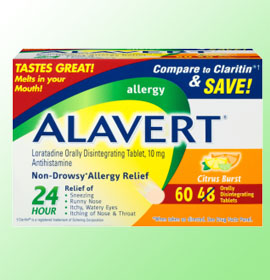 TASTES GREAT!
Melts in your
Mouth!
Compare to Claritin*†
& SAVE!
allergy
ALAVERT®
Loratadine Orally Disintegrating Tablet, 10 mg
Antihistamine
Non-Drowsy* Allergy Relief
24
HOUR
Relief of
• Sneezing
• Runny Nose
• Itchy, Watery Eyes
• Itching of Nose & Throat
Citrus Burst
60 48 Orally
Disintegrating
Tablets